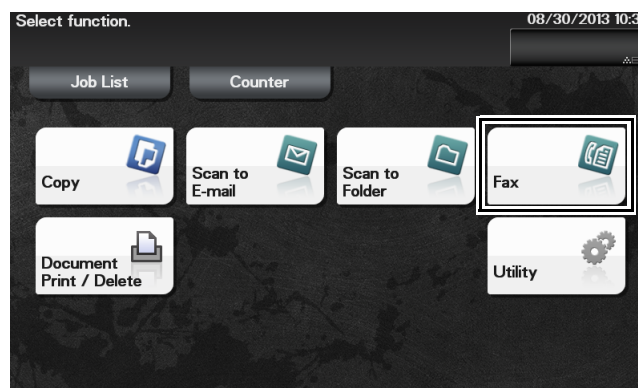 Select function.
08/30/2013 10:3
Job List
Counter
Copy
Scan to
E-mail
Scan to
Folder
Fax
Document
Print / Delete
Utility